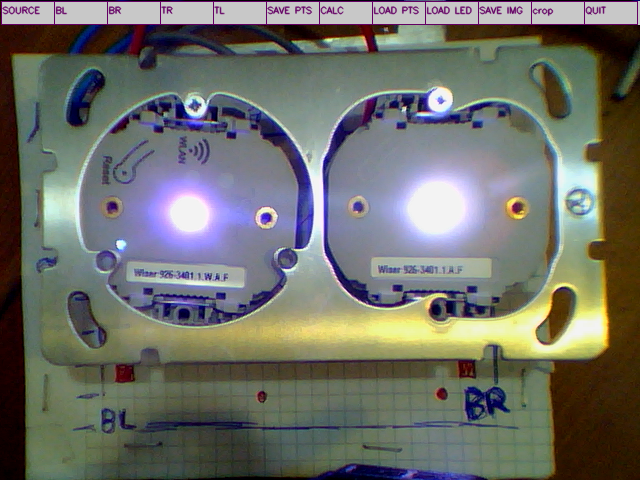 SOURCE BL BR TR TL SAVE PTS CALC LOAD PTS LOAD LED SAVE IMG crop QUIT
WLAN
Reset
Wiser 926-3401.1.W.A.F
Wiser 926-3401.1.A.F
BL
BR